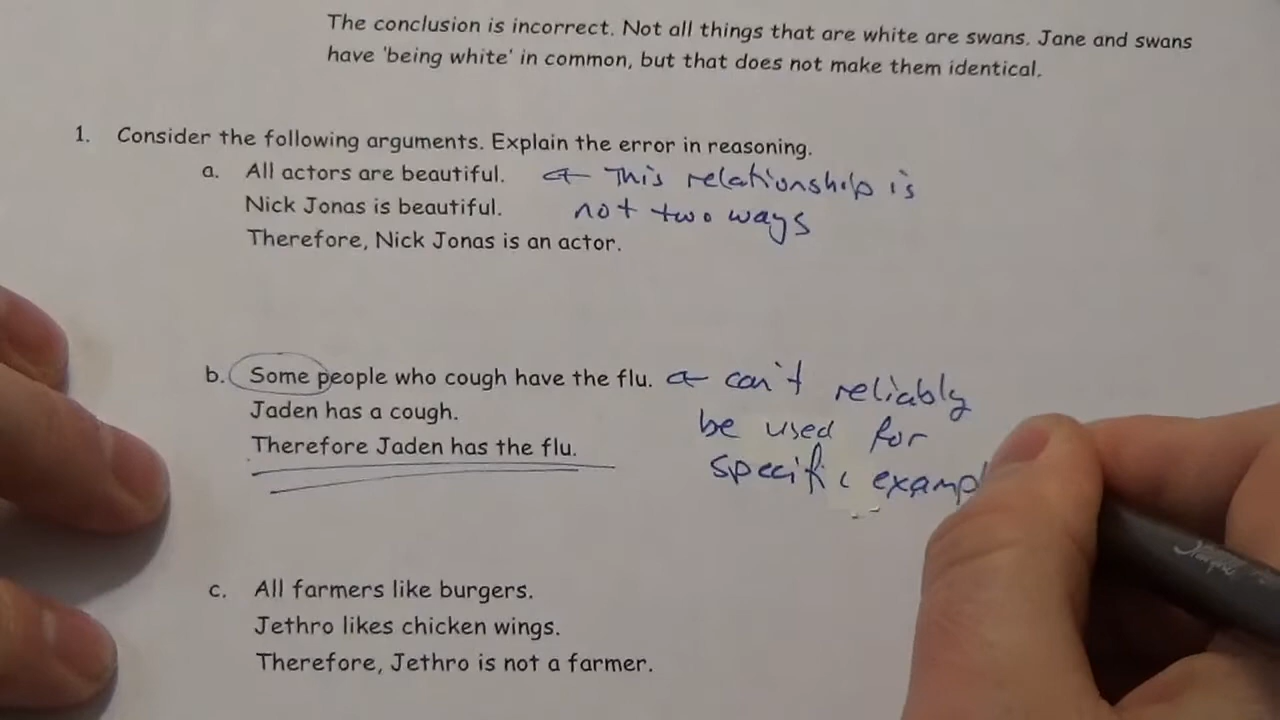 The conclusion is incorrect. Not all things that are white are swans. Jane and swans
have 'being white' in common, but that does not make them identical.
1. Consider the following arguments. Explain the error in reasoning.
a. All actors are beautiful. This relationship is
Nick Jonas is beautiful. not two ways
Therefore, Nick Jonas is an actor.
b. Some people who cough have the flu. can't reliably
Jaden has a cough. be used for
Therefore Jaden has the flu. specific exampl
c. All farmers like burgers.
Jethro likes chicken wings.
Therefore, Jethro is not a farmer.